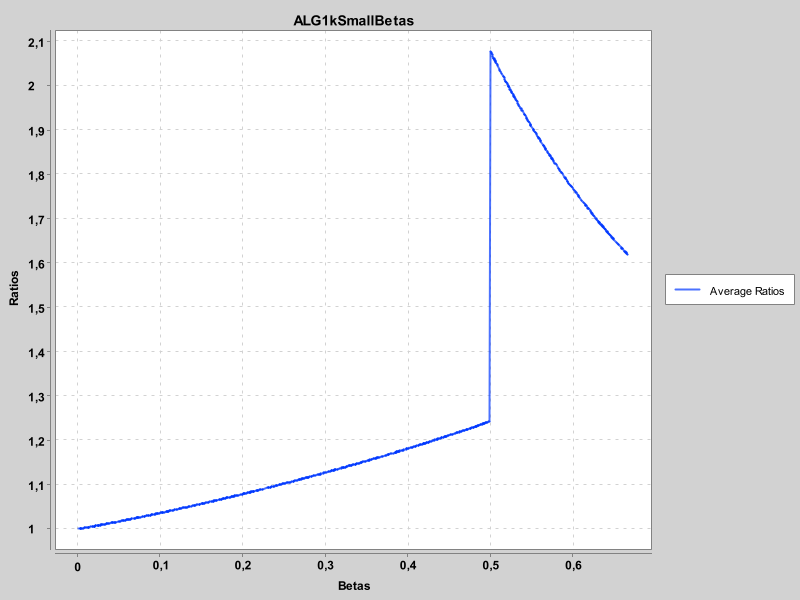 ALG1kSmallBetas
2,1
2
1,9
1,8
1,7
1,6
1,5
1,4
1,3
1,2
1,1
1
Ratios
0 0,1 0,2 0,3 0,4 0,5 0,6
Betas
Average Ratios